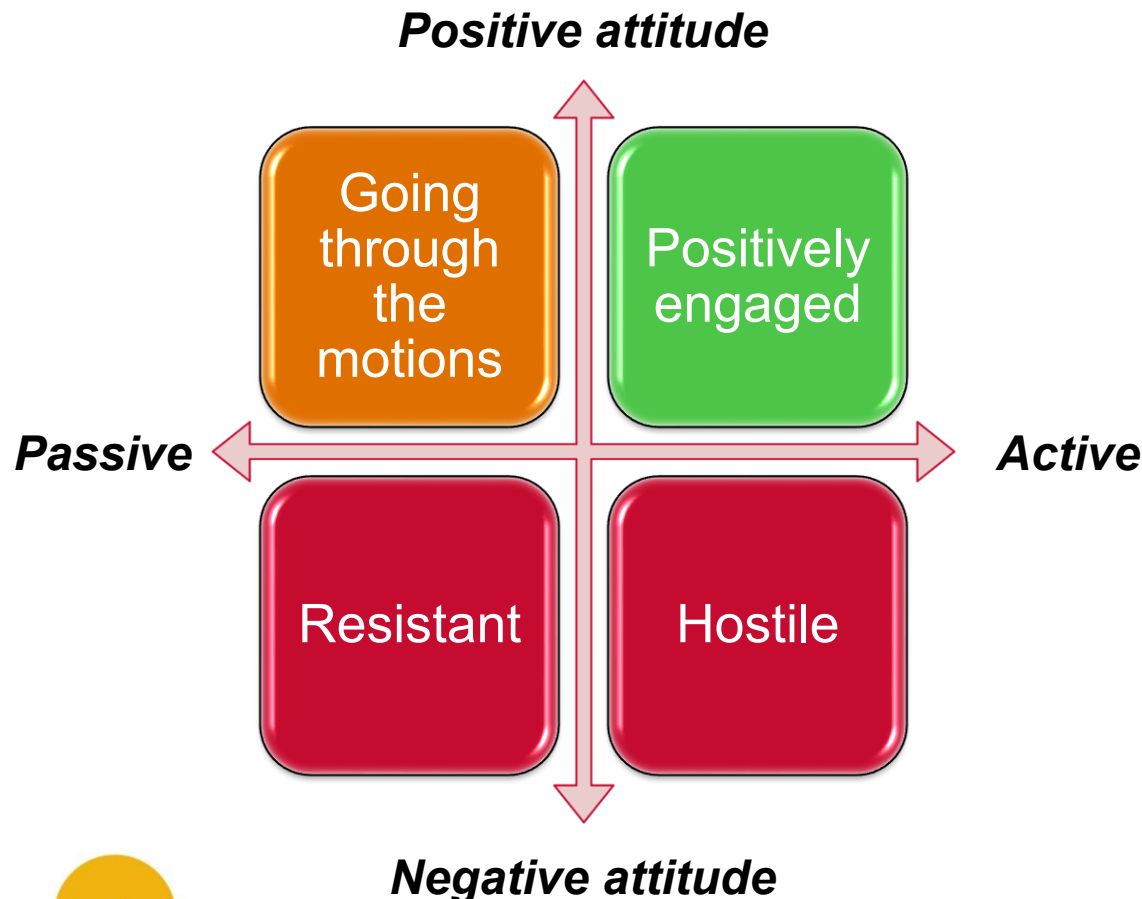 Positive attitude
Going
through
the
motions
Positively
engaged
Passive
Active
Resistant
Hostile
Negative attitude